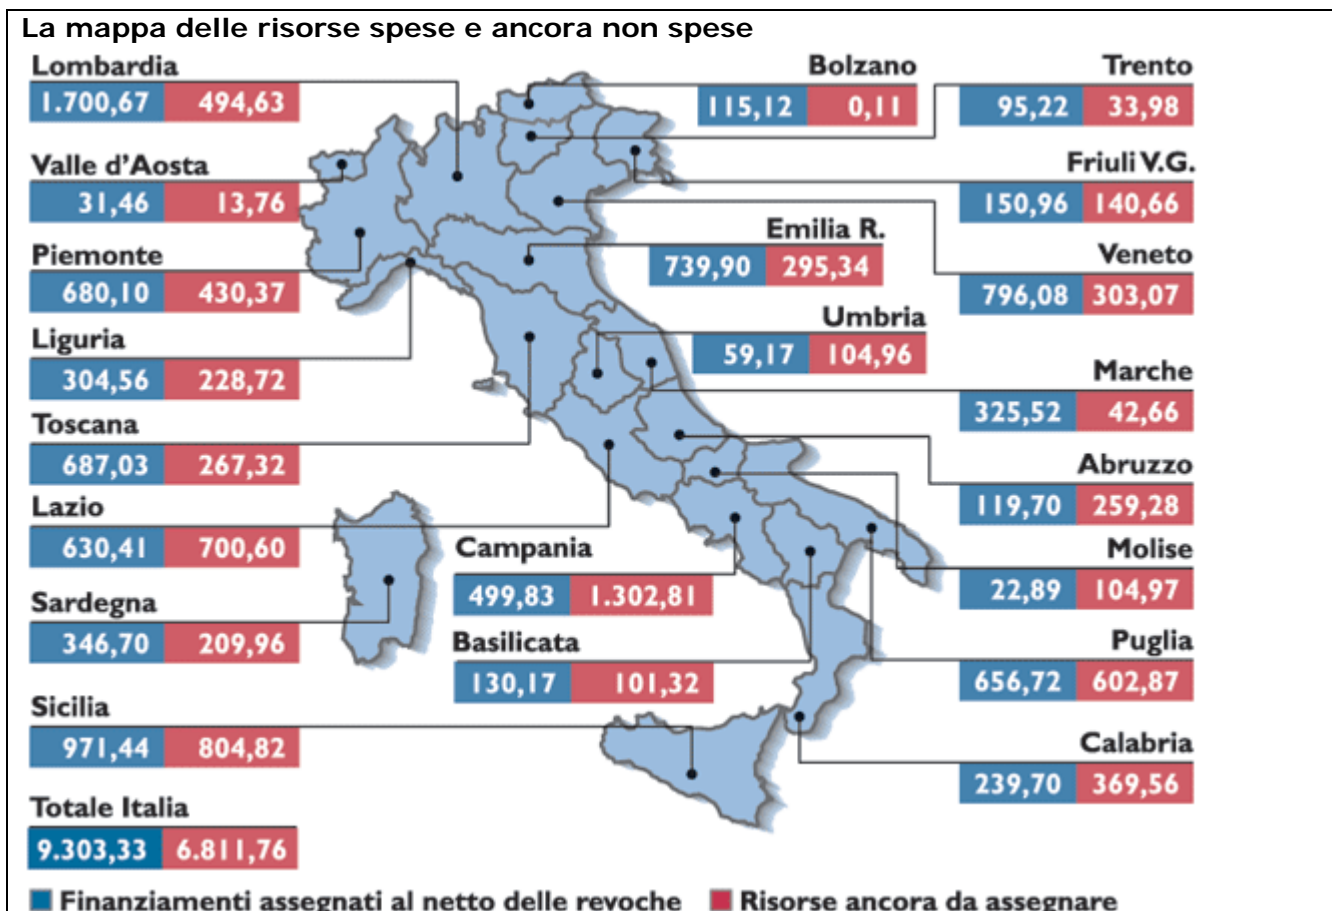 La mappa delle risorse spese e ancora non spese
Lombardia
1.700,67 494,63
Valle d'Aosta
31,46 13,76
Piemonte
680,10 430,37
Liguria
304,56 228,72
Toscana
687,03 267,32
Lazio
630,41 700,60
Sardegna
346,70 209,96
Sicilia
971,44 804,82
Totale Italia
9.303,33 6.811,76
Bolzano
115,12 0,11
Emilia R.
739,90 295,34
Umbria
59,17 104,96
Campania
499,83 1.302,81
Basilicata
130,17 101,32
Trento
95,22 33,98
Friuli V.G.
150,96 140,66
Veneto
796,08 303,07
Marche
325,52 42,66
Abruzzo
119,70 259,28
Molise
22,89 104,97
Puglia
656,72 602,87
Calabria
239,70 369,56
Finanziamenti assegnati al netto delle revoche Risorse ancora da assegnare